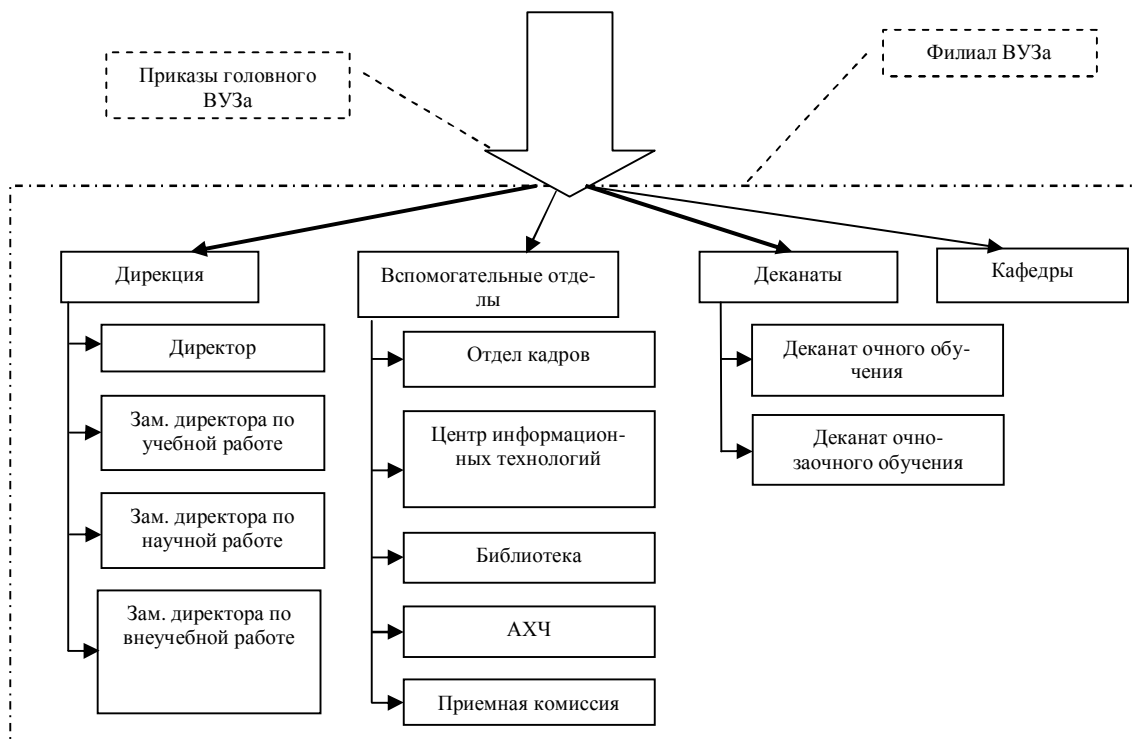 Приказы головного
ВУЗа
Филиал ВУЗа
Дирекция
Директор
Зам. директора по
учебной работе
Зам. директора по
научной работе
Зам. директора по
внеучебной работе
Вспомогательные отде-
лы
Отдел кадров
Центр информацион-
ных технологий
Библиотека
АХЧ
Приемная комиссия
Деканаты
Деканат очного обу-
чения
Деканат очно-
заочного обучения
Кафедры